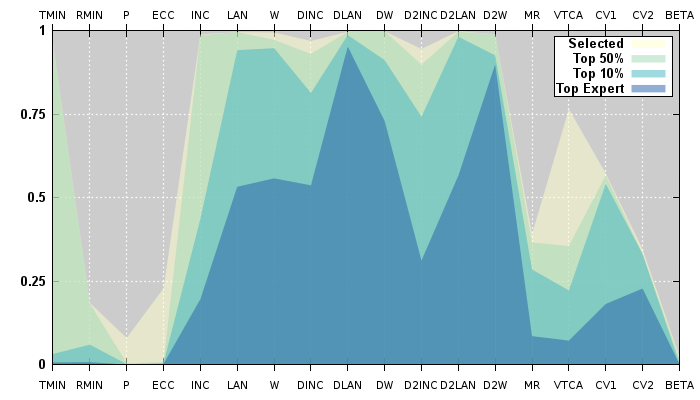 TMIN RMIN P ECC INC LAN W DINC DLAN DW D2INC D2LAN D2W MR VTCA CV1 CV2 BETA
1
Selected
Top 50%
Top 10%
Top Expert
0.75
0.5
0.25
0
TMIN RMIN P ECC INC LAN W DINC DLAN DW D2INC D2LAN D2W MR VTCA CV1 CV2 BETA